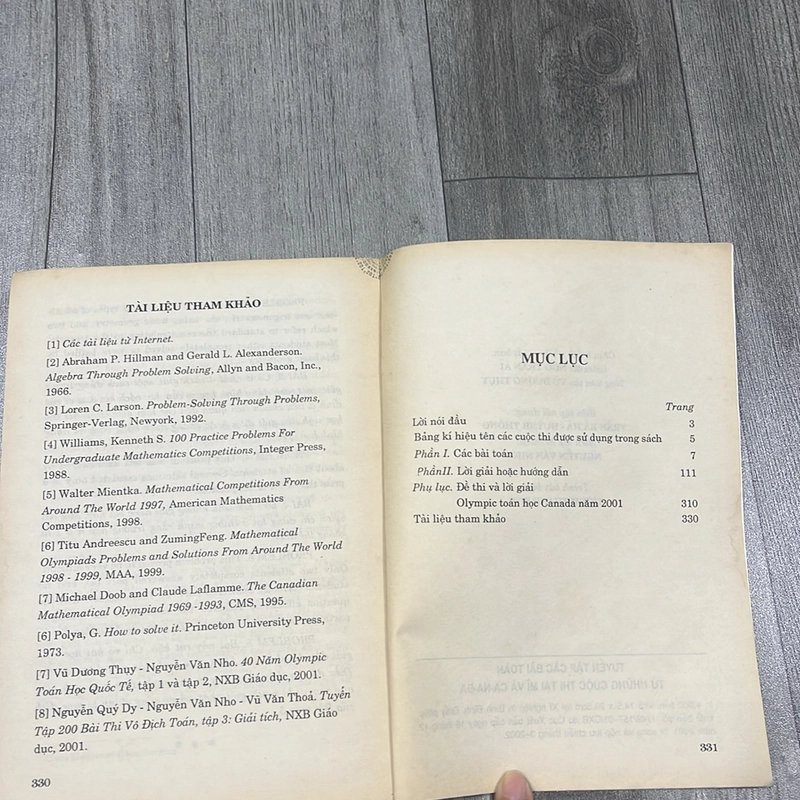 TÀI LIỆU THAM KHẢO
[1] Các tài liệu từ Internet.
[2] Abraham P. Hillman and Gerald L. Alexanderson.
Algebra Through Problem Solving, Allyn and Bacon, Inc.,
1966.
[3] Loren C. Larson. Problem-Solving Through Problems,
Springer-Verlag, Newyork, 1992.
[4] Williams, Kenneth S. 100 Practice Problems For
Undergraduate Mathematics Competitions, Integer Press,
1988.
[5] Walter Mientka. Mathematical Competitions From
Around The World 1997, American Mathematics
Competitions, 1998.
[6] Titu Andreescu and ZumingFeng. Mathematical
Olympiads Problems and Solutions From Around The World
1998 - 1999, MAA, 1999.
[7] Michael Doob and Claude Laflamme. The Canadian
Mathematical Olympiad 1969 -1993, CMS, 1995.
[6] Polya, G. How to solve it. Princeton University Press,
1973.
[7] Vũ Dương Thụy - Nguyễn Văn Nho. 40 Năm Olympic
Toán Học Quốc Tế, tập 1 và tập 2, NXB Giáo dục, 2001.
[8] Nguyễn Quý Dy - Nguyễn Văn Nho - Vũ Văn Thoả. Tuyển
Tập 200 Bài Thi Vô Địch Toán, tập 3: Giải tích, NXB Giáo
dục, 2001.
330
MỤC LỤC
Trang
Lời nói đầu 3
Bảng kí hiệu tên các cuộc thi được sử dụng trong sách 5
Phần I. Các bài toán 7
PhầnII. Lời giải hoặc hướng dẫn 111
Phụ lục. Đề thi và lời giải
Olympic toán học Canada năm 2001 310
Tài liệu tham khảo 330
331